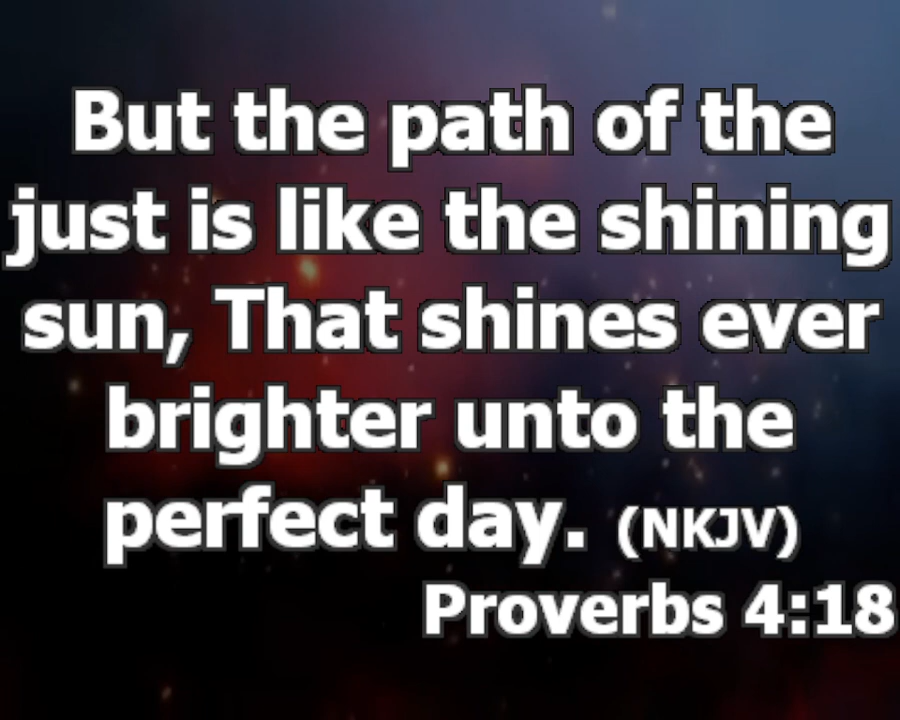 But the path of the
just is like the shining
sun, That shines ever
brighter unto the
perfect day. (NKJV)
Proverbs 4:18